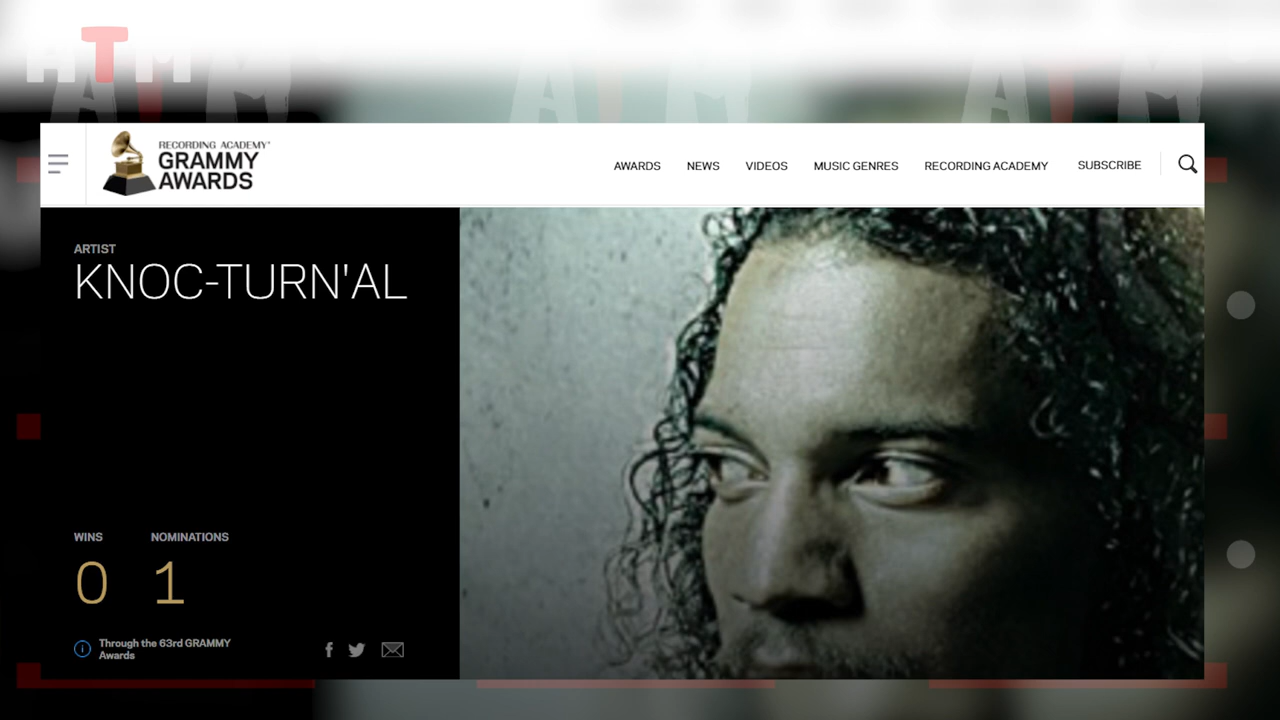 ATM
RECORDING ACADEMY
GRAMMY
AWARDS
AWARDS NEWS VIDEOS MUSIC GENRES RECORDING ACADEMY SUBSCRIBE
ARTIST
KNOC-TURN'AL
WINS NOMINATIONS
0 1
Through the 63rd GRAMMY
Awards